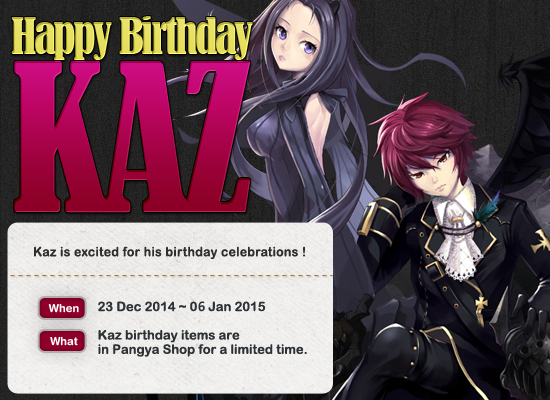 Happy Birthday
KAZ
Kaz is excited for his birthday celebrations !
When 23 Dec 2014 ~ 06 Jan 2015
What Kaz birthday items are
in Pangya Shop for a limited time.